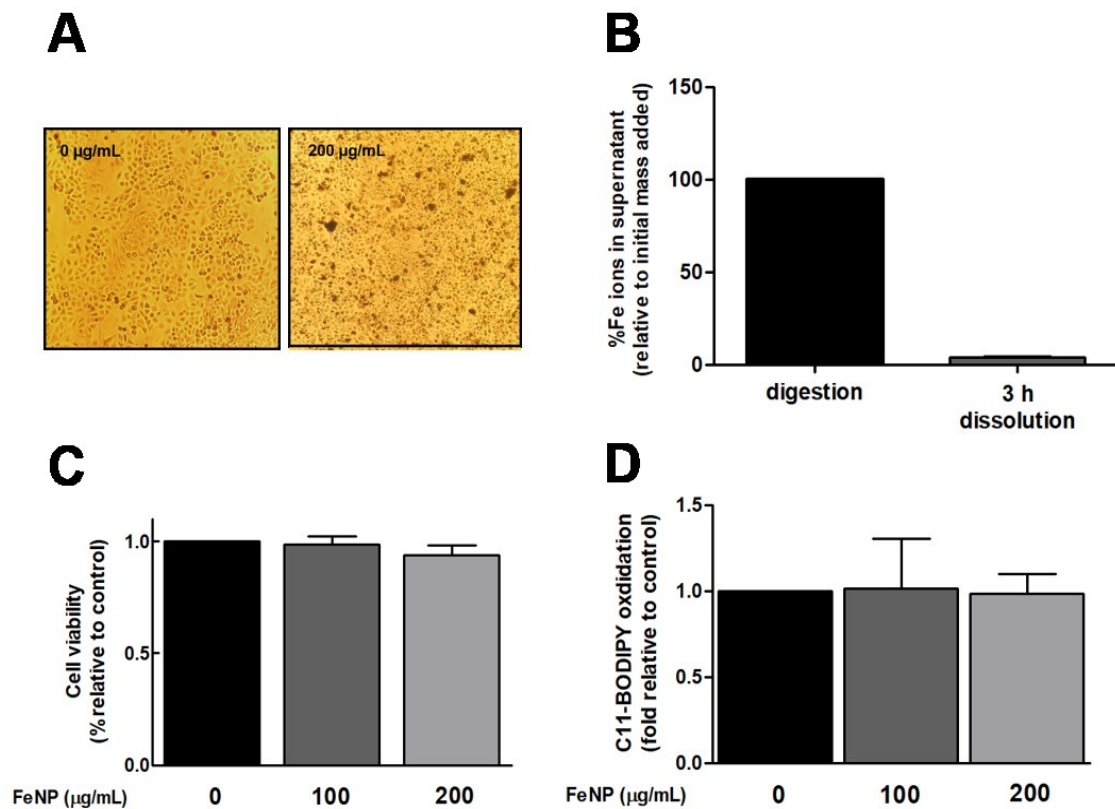 A
0 µg/mL
200 µg/mL
B
%Fe ions in supernatant
(relative to initial mass added)
150
100
50
0
digestion
3 h
dissolution
C
Cell viability
(% relative to control)
1.0
0.5
0.0
FeNP (µg/mL)
0
100
200
D
C11-BODIPY oxdidation
(fold relative to control)
1.5
1.0
0.5
0.0
FeNP (µg/mL)
0
100
200